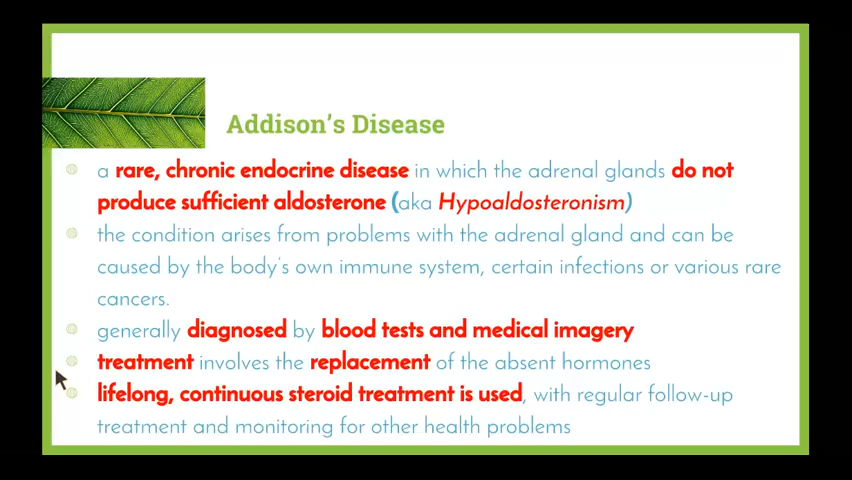 Addison's Disease
a rare, chronic endocrine disease in which the adrenal glands do not
produce sufficient aldosterone (aka Hypoaldosteronism)
the condition arises from problems with the adrenal gland and can be
caused by the body's own immune system, certain infections or various rare
cancers.
generally diagnosed by blood tests and medical imagery
treatment involves the replacement of the absent hormones
lifelong, continuous steroid treatment is used, with regular follow-up
treatment and monitoring for other health problems